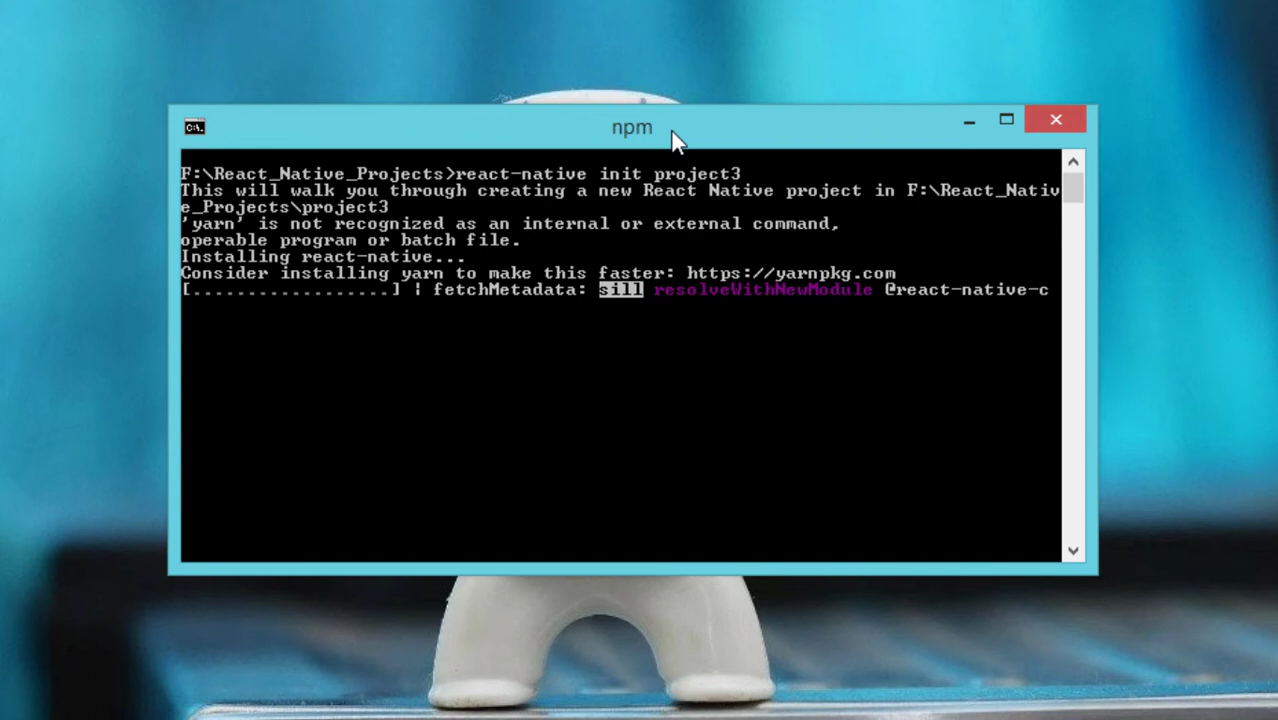 npm
F:\React_Native_Projects>react-native init project3
This will walk you through creating a new React Native project in F:\React_Nativ
e_Projects\project3
'yarn' is not recognized as an internal or external command,
operable program or batch file.
Installing react-native...
Consider installing yarn to make this faster: https://yarnpkg.com
[..................] | fetchMetadata: sill resolveWithNewModule @react-native-c